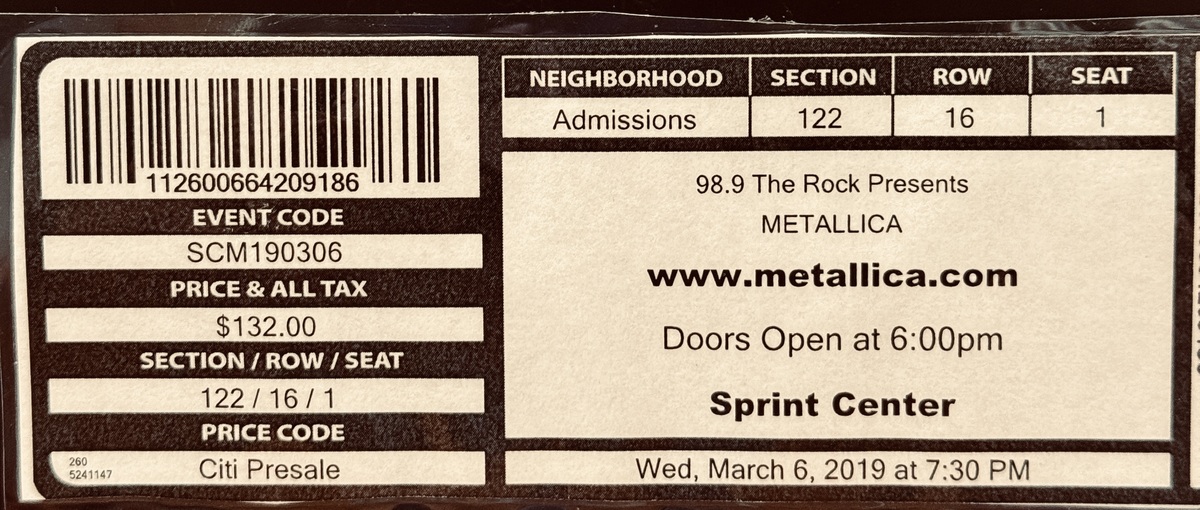 112600664209186
EVENT CODE
SCM190306
PRICE & ALL TAX
$132.00
SECTION / ROW / SEAT
122 / 16 / 1
PRICE CODE
260
5241147
Citi Presale
NEIGHBORHOOD SECTION ROW SEAT
Admissions 122 16 1
98.9 The Rock Presents
METALLICA
www.metallica.com
Doors Open at 6:00pm
Sprint Center
Wed, March 6, 2019 at 7:30 PM